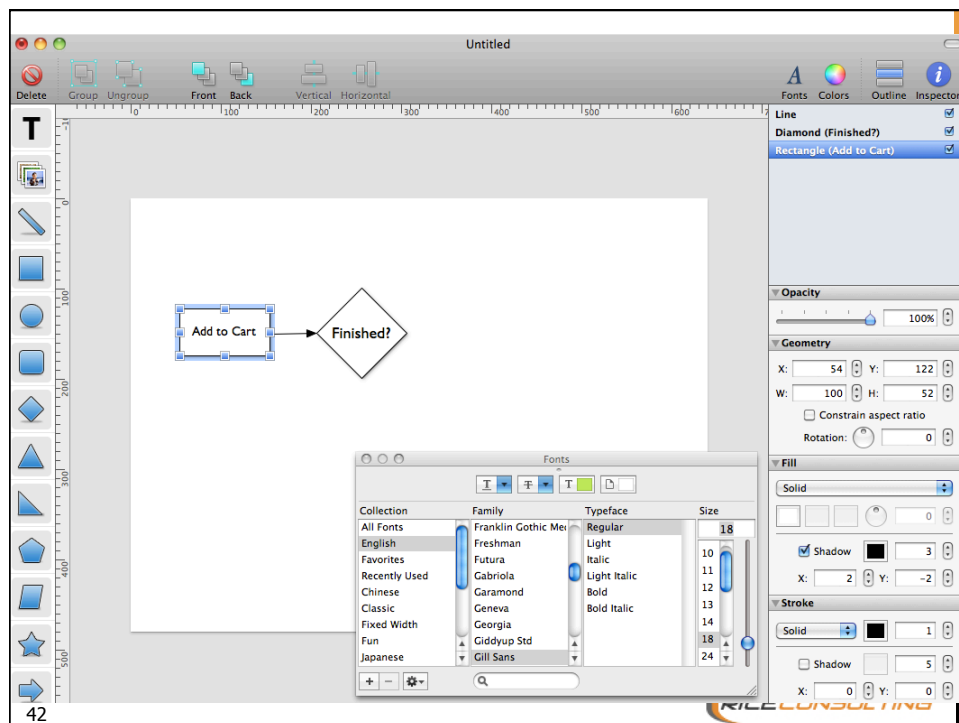 Untitled
Delete Group Ungroup Front Back Vertical Horizontal Fonts Colors Outline Inspector
0 100 200 300 400 500 600
Line
Diamond (Finished?)
Rectangle (Add to Cart)
T
0
100
200
300
400
500
Add to Cart
Finished?
Opacity
100%
Geometry
X: 54 Y: 122
W: 100 H: 52
Constrain aspect ratio
Rotation: 0
Fill
Solid
0
Shadow 3
X: 2 Y: -2
Stroke
Solid 1
Shadow 5
X: 0 Y: 0
Fonts
T T T
Collection Family Typeface Size
All Fonts Franklin Gothic Med Regular 18
English Freshman Light 10
Favorites Futura Italic 11
Recently Used Gabriola Light Italic 12
Chinese Garamond Bold 13
Classic Geneva Bold Italic 14
Fixed Width Georgia 18
Fun Giddyup Std 24
Japanese Gill Sans
RICE CONSULTING
42